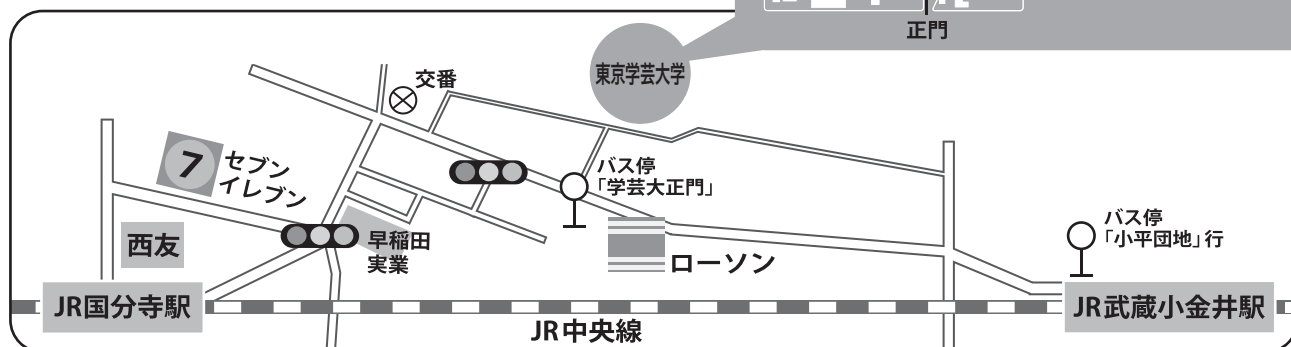 正門
東京学芸大学
交番
バス停
「学芸大正門」
7
セブン
イレブン
バス停
「小平団地」行
西友
早稲田
実業
ローソン
JR国分寺駅
JR武蔵小金井駅
JR中央線